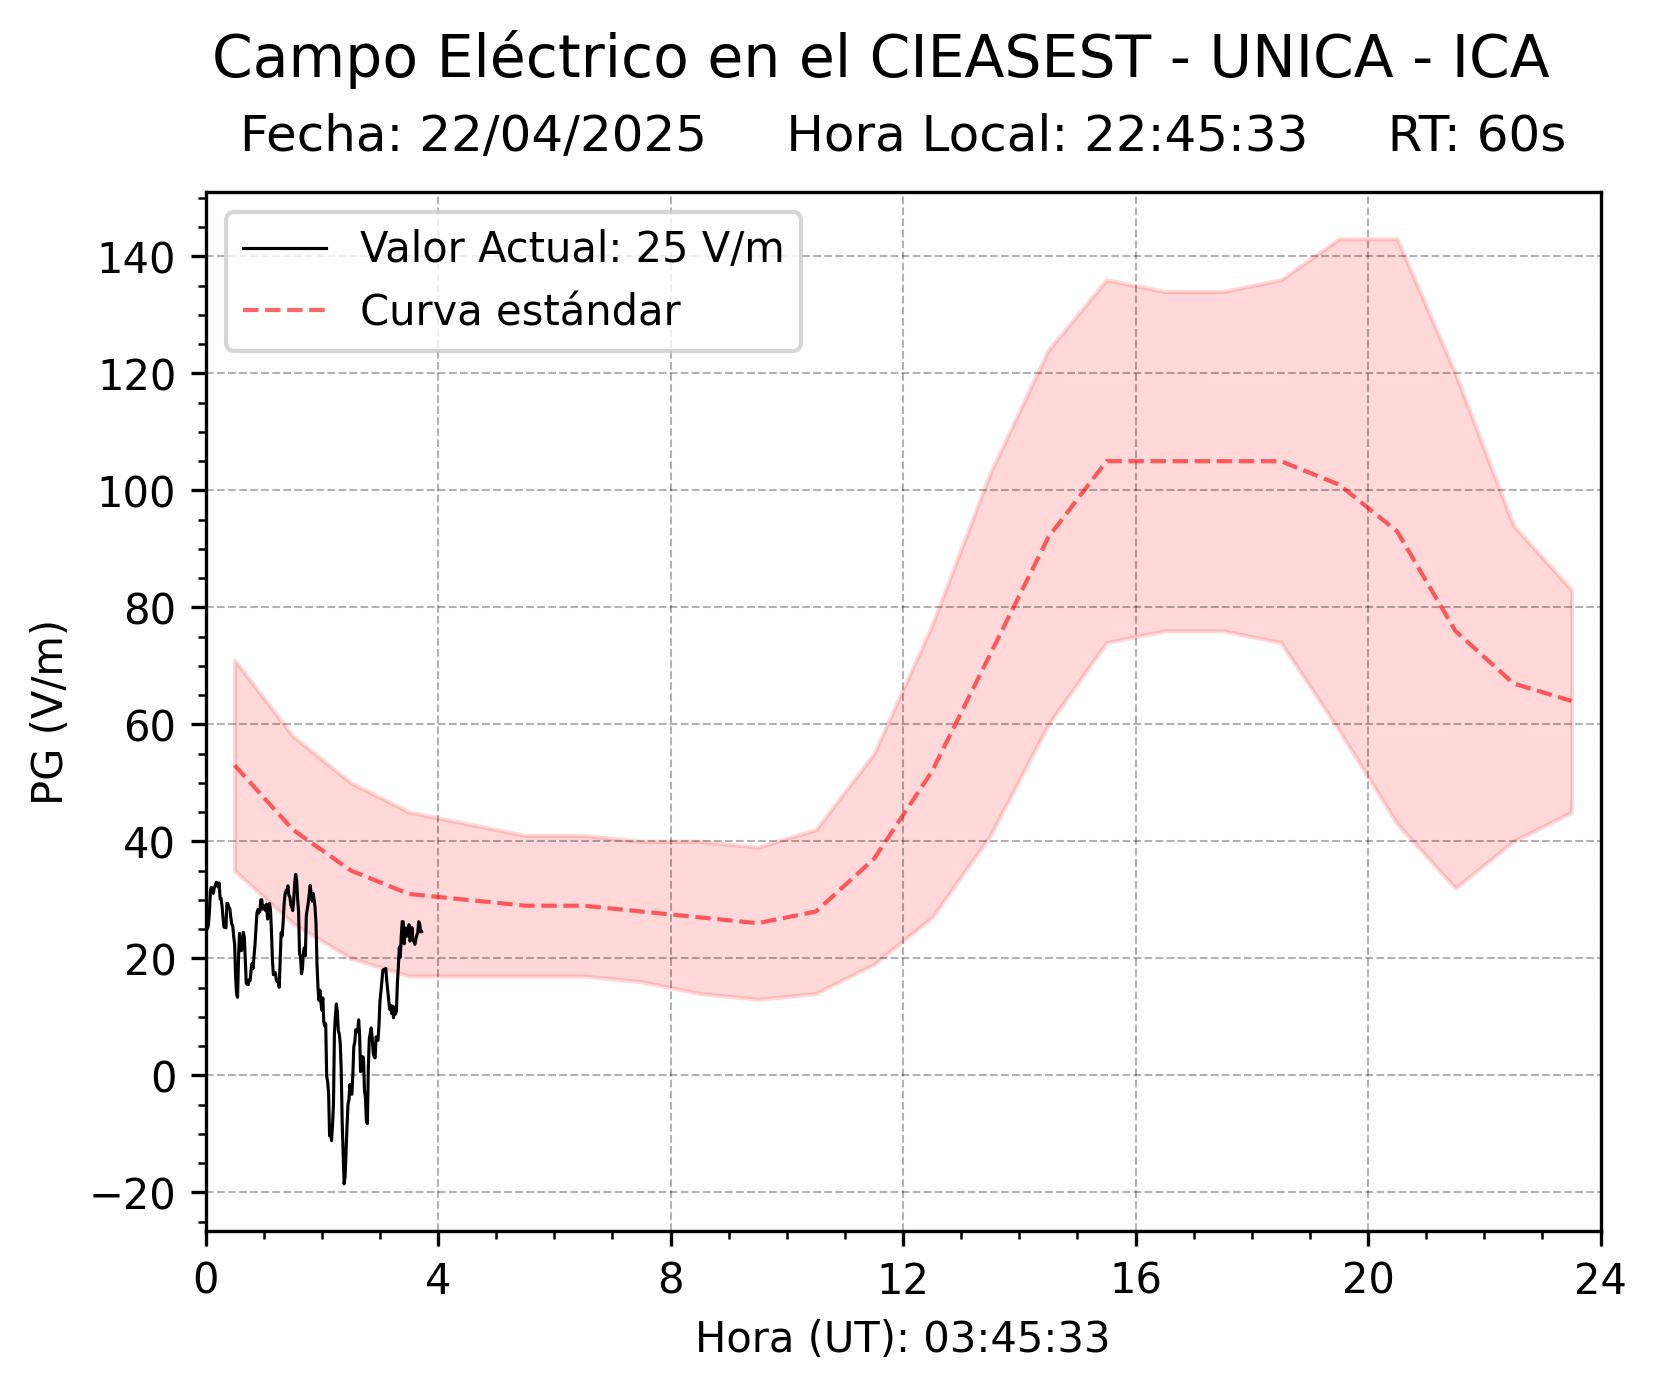 Campo Eléctrico en el CIEASEST - UNICA - ICA
Fecha: 22/04/2025 Hora Local: 22:45:33 RT: 60s
Valor Actual: 25 V/m
Curva estándar
PG (V/m)
140
120
100
80
60
40
20
0
−20
0 4 8 12 16 20 24
Hora (UT): 03:45:33